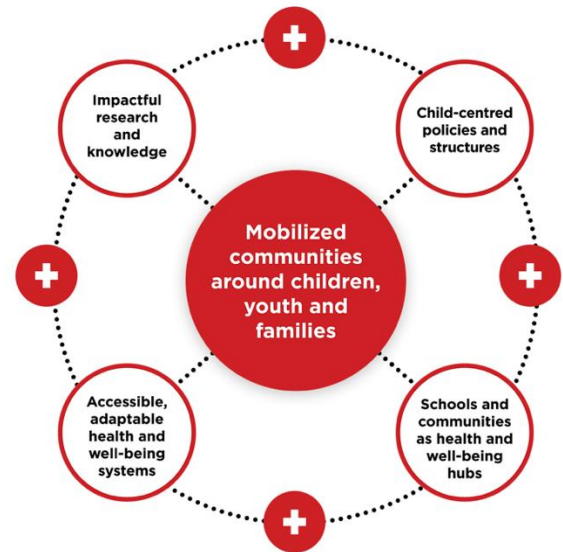 Impactful
research
and
knowledge
Child-centred
policies and
structures
Mobilized
communities
around children,
youth and
families
Accessible,
adaptable
health and
well-being
systems
Schools and
communities
as health and
well-being
hubs